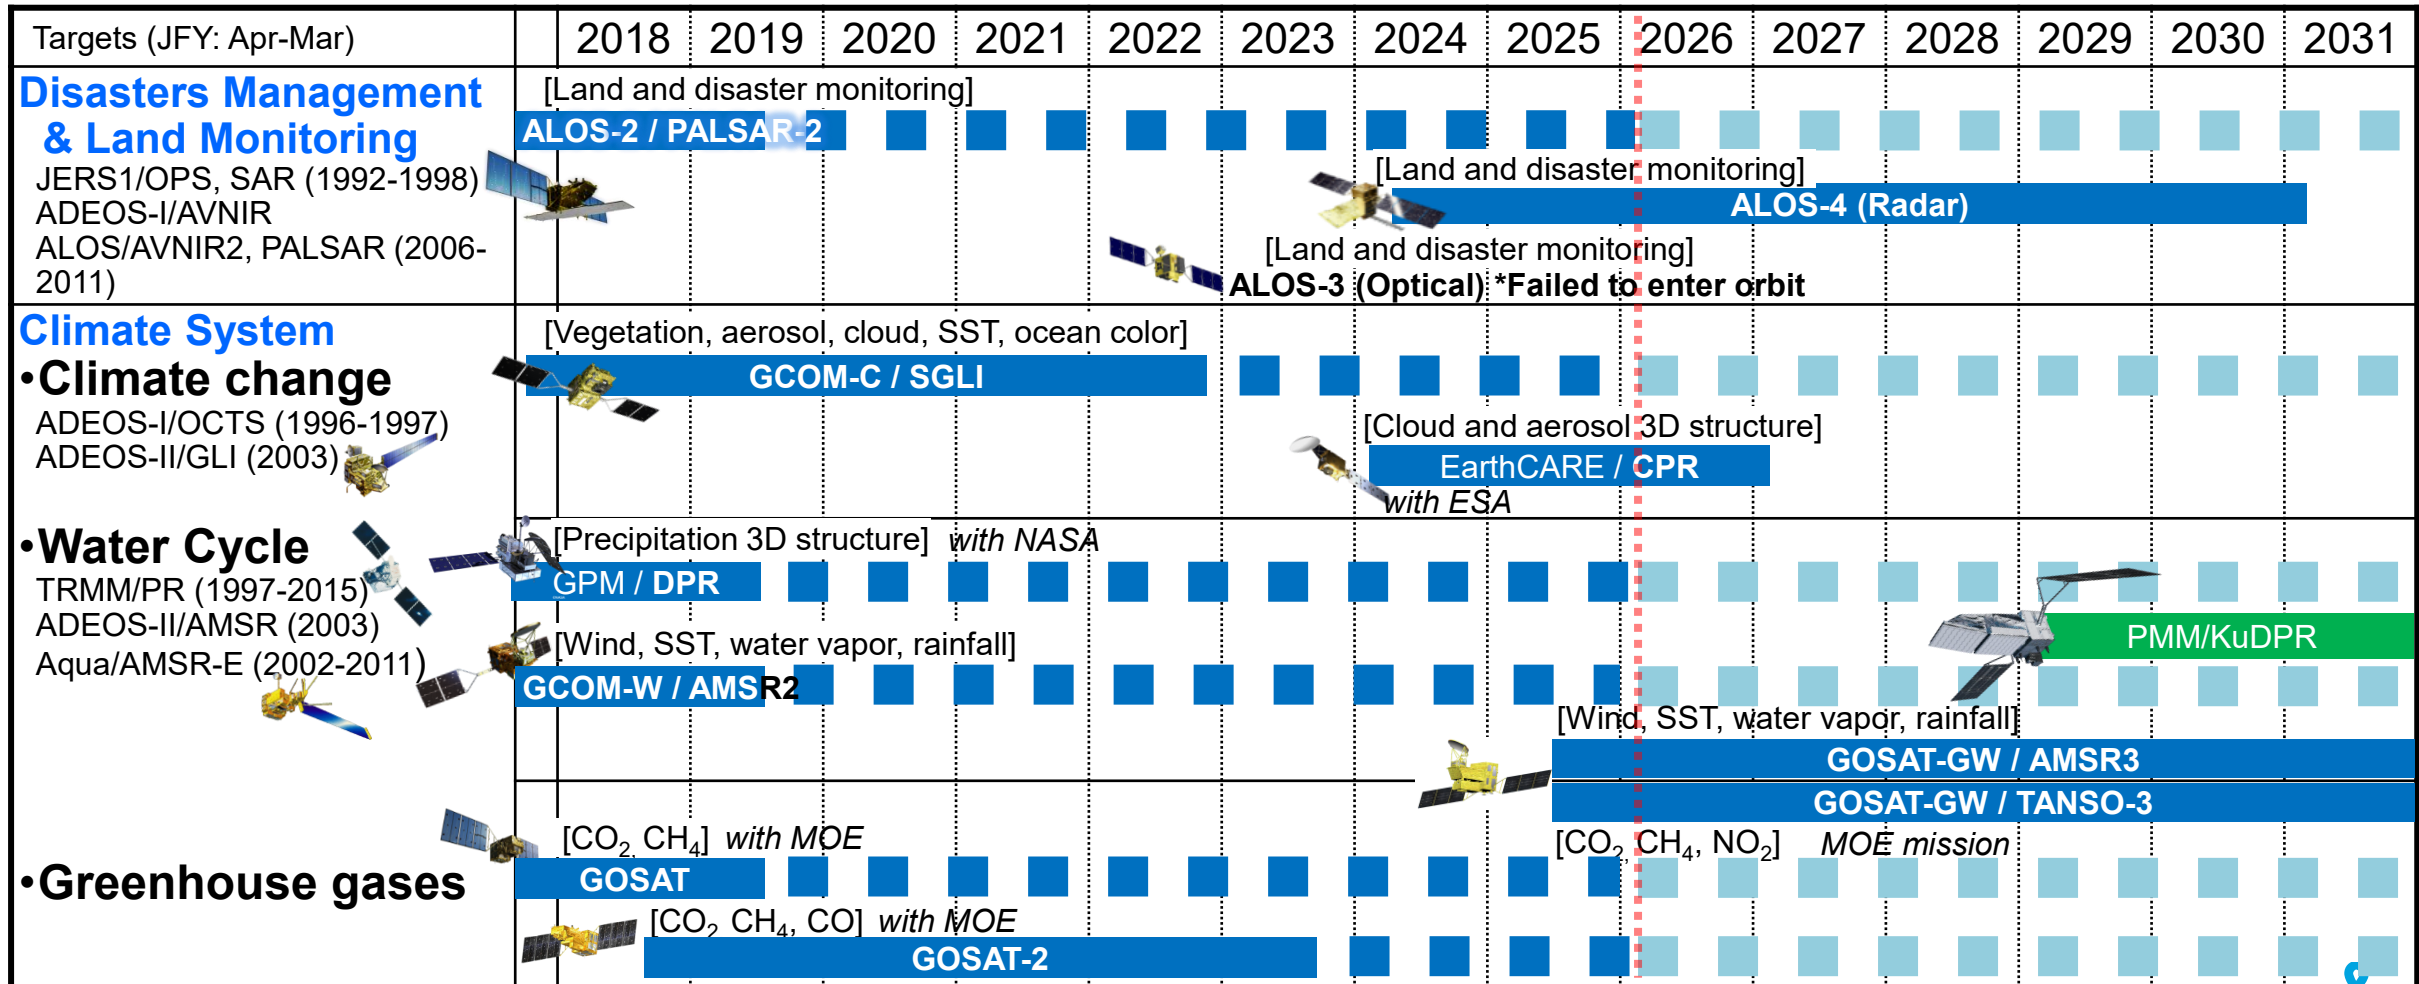 Targets (JFY: Apr-Mar) 2018 2019 2020 2021 2022 2023 2024 2025 2026 2027 2028 2029 2030 2031
Disasters Management
& Land Monitoring
JERS1/OPS, SAR (1992-1998)
ADEOS-I/AVNIR
ALOS/AVNIR2, PALSAR (2006-
2011)
[Land and disaster monitoring]
ALOS-2 / PALSAR-2
[Land and disaster monitoring]
ALOS-4 (Radar)
[Land and disaster monitoring]
ALOS-3 (Optical) *Failed to enter orbit
Climate System
•Climate change
ADEOS-I/OCTS (1996-1997)
ADEOS-II/GLI (2003)
[Vegetation, aerosol, cloud, SST, ocean color]
GCOM-C / SGLI
[Cloud and aerosol 3D structure]
EarthCARE / CPR
with ESA
•Water Cycle
TRMM/PR (1997-2015)
ADEOS-II/AMSR (2003)
Aqua/AMSR-E (2002-2011)
[Precipitation 3D structure] with NASA
GPM / DPR
PMM/KuDPR
[Wind, SST, water vapor, rainfall]
GCOM-W / AMSR2
[Wind, SST, water vapor, rainfall]
GOSAT-GW / AMSR3
GOSAT-GW / TANSO-3
[CO2, CH4, NO2] MOE mission
•Greenhouse gases
[CO2, CH4] with MOE
GOSAT
[CO2 CH4, CO] with MOE
GOSAT-2